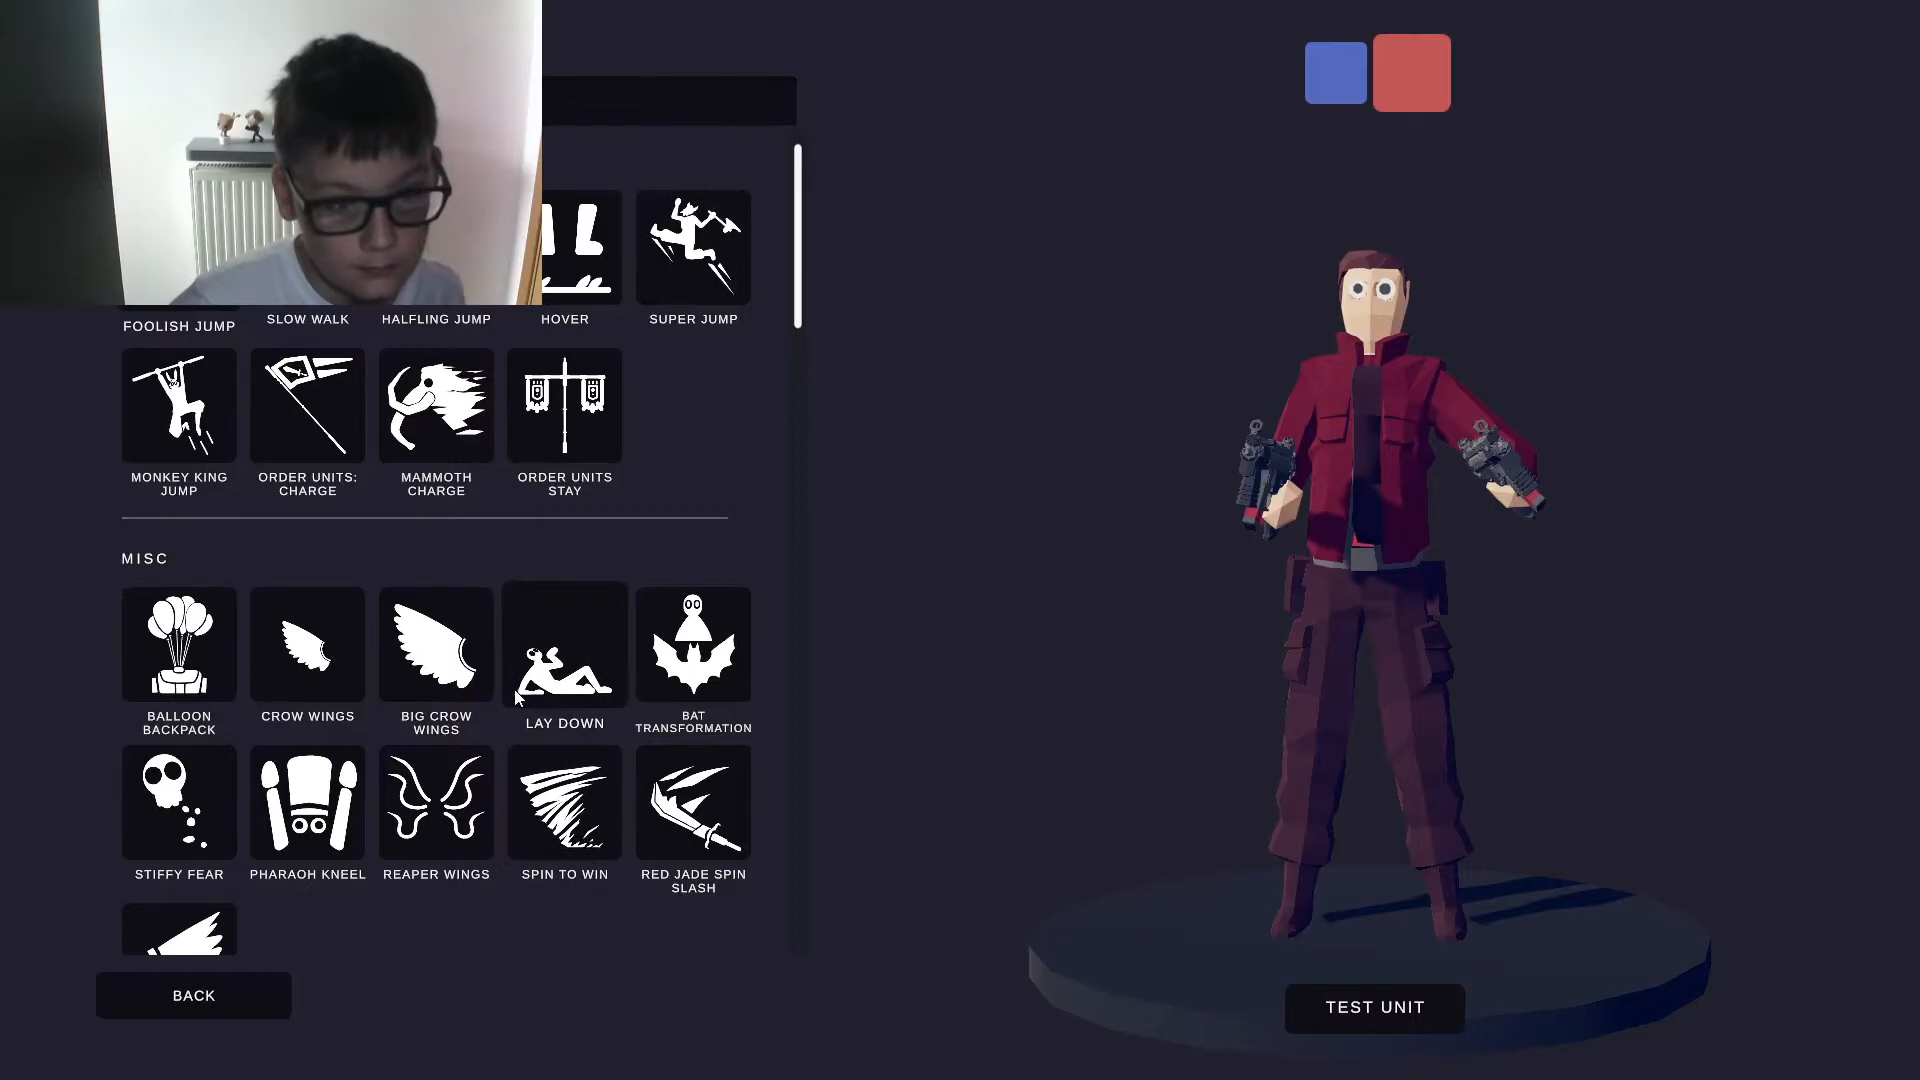 FOOLISH JUMP
SLOW WALK
HALFLING JUMP
HOVER
SUPER JUMP
MONKEY KING
JUMP
ORDER UNITS:
CHARGE
MAMMOTH
CHARGE
ORDER UNITS
STAY
MISC
BALLOON
BACKPACK
CROW WINGS
BIG CROW
WINGS
LAY DOWN
BAT
TRANSFORMATION
STIFFY FEAR
PHARAOH KNEEL
REAPER WINGS
SPIN TO WIN
RED JADE SPIN
SLASH
BACK
TEST UNIT